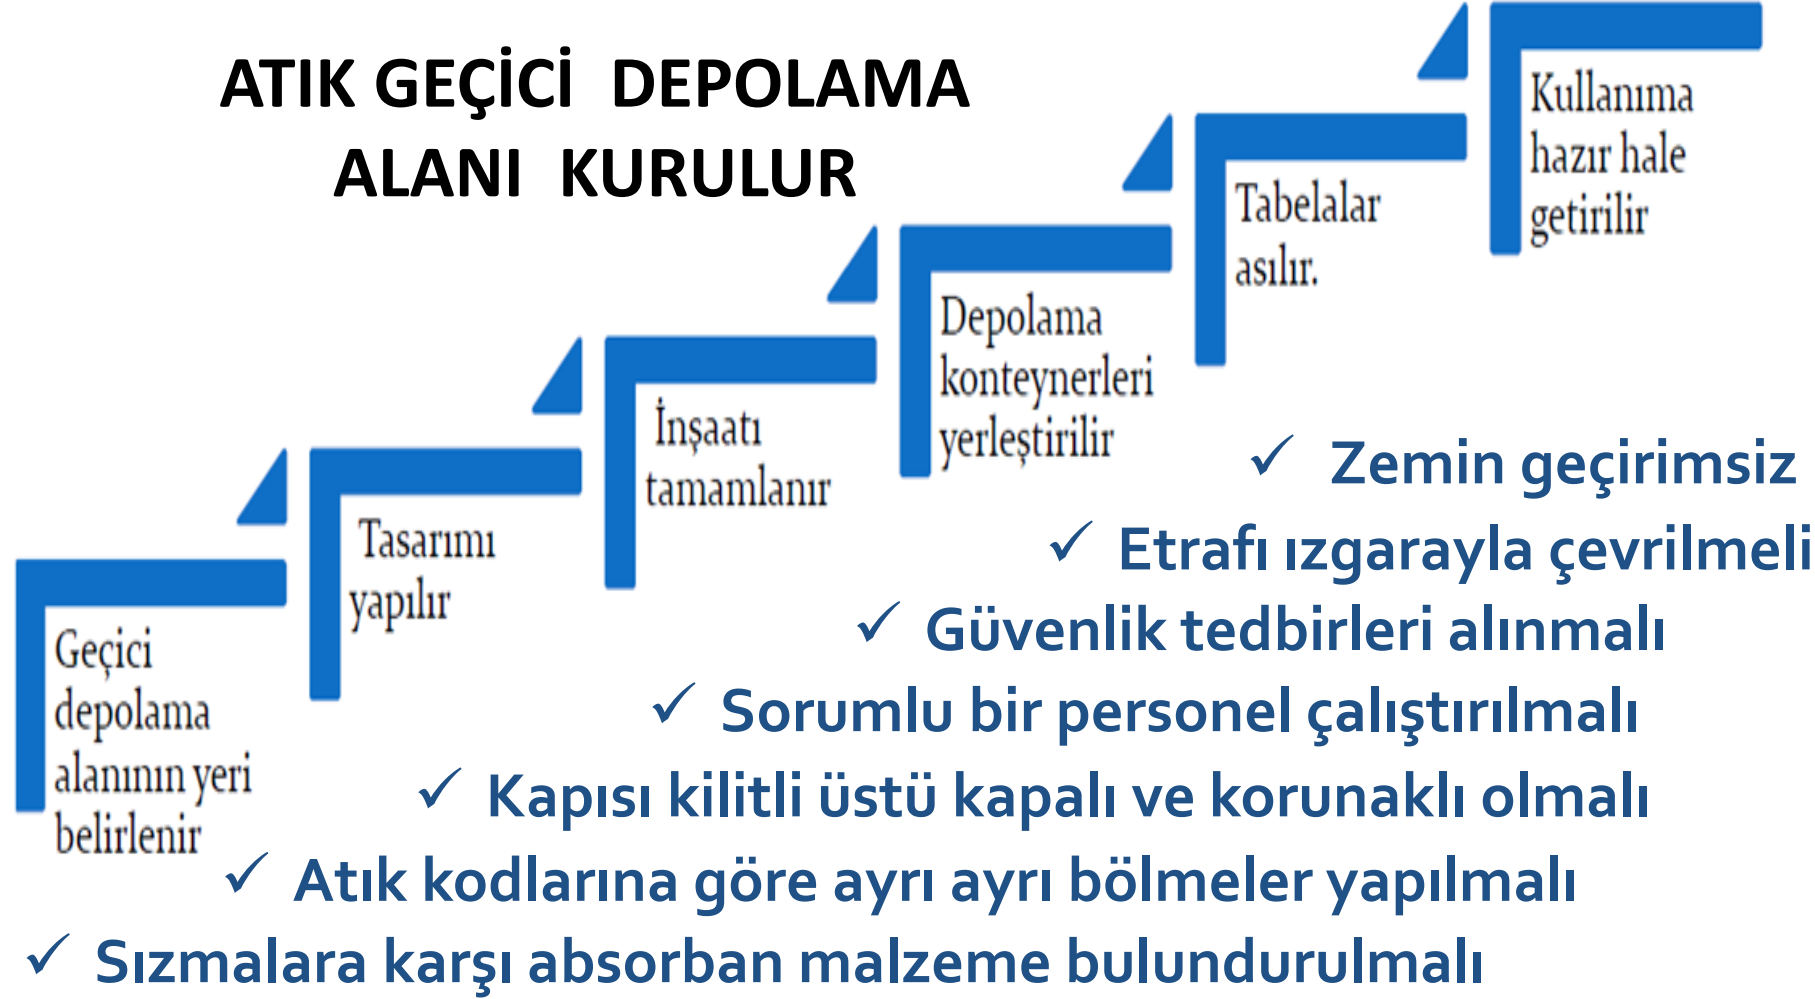 ATIK GEÇİCİ DEPOLAMA
ALANI KURULUR
Geçici
depolama
alanının yeri
belirlenir
Tasarımı
yapılır
İnşaatı
tamamlanır
Depolama
konteynerleri
yerleştirilir
Tabelalar
asılır.
Kullanıma
hazır hale
getirilir
✓ Zemin geçirimsiz
✓ Etrafı ızgarayla çevrilmeli
✓ Güvenlik tedbirleri alınmalı
✓ Sorumlu bir personel çalıştırılmalı
✓ Kapısı kilitli üstü kapalı ve korunaklı olmalı
✓ Atık kodlarına göre ayrı ayrı bölmeler yapılmalı
✓ Sızmalara karşı absorban malzeme bulundurulmalı